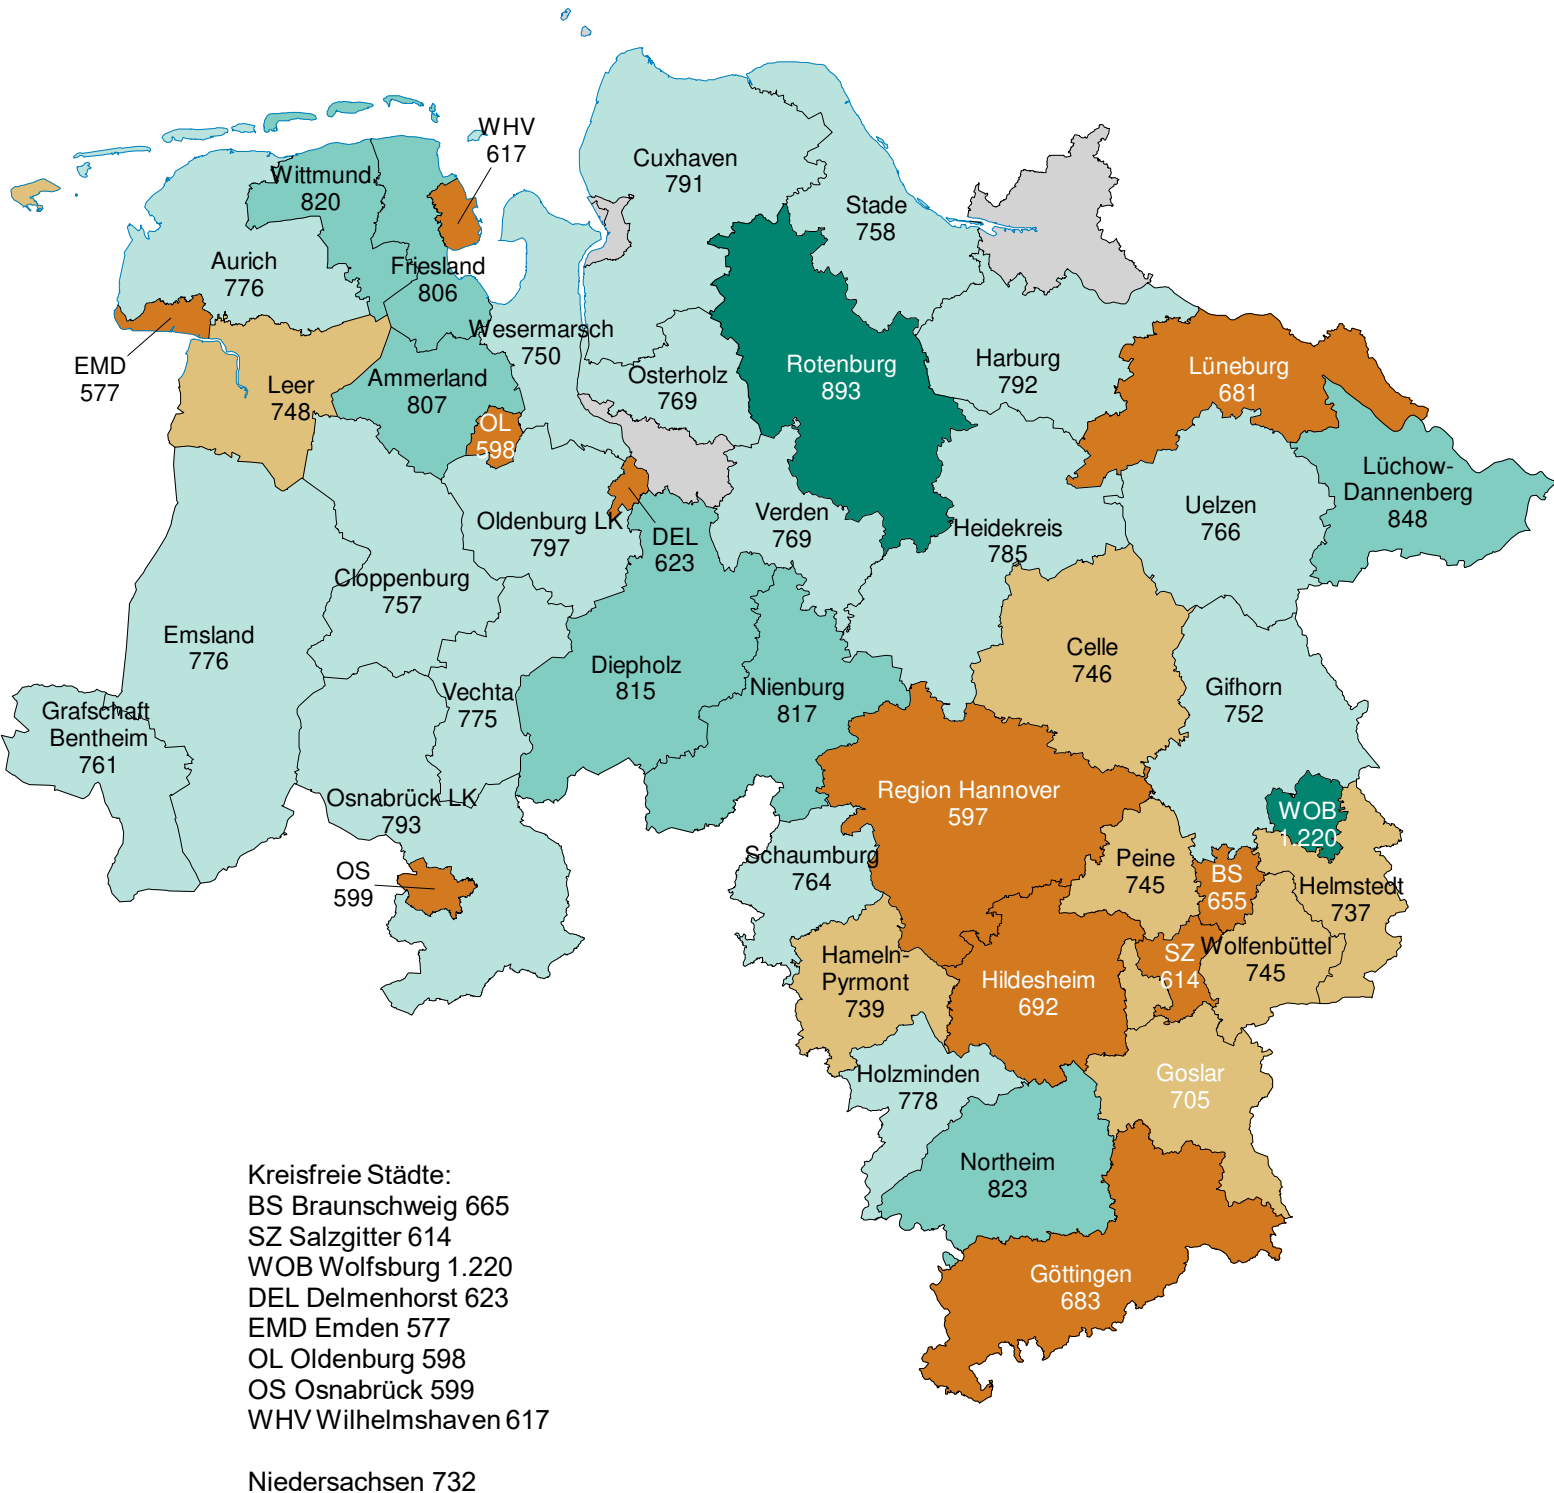 WHV
617
Cuxhaven
791
Wittmund
820
Stade
758
Aurich
776
Friesland
806
Wesermarsch
750
EMD
577
Leer
748
Ammerland
807
Osterholz
769
Rotenburg
893
Harburg
792
Lüneburg
681
OL
598
Lüchow-
Dannenberg
848
Uelzen
766
Oldenburg LK
797
DEL
623
Verden
769
Heidekreis
785
Cloppenburg
757
Emsland
776
Celle
746
Diepholz
815
Nienburg
817
Vechta
775
Gifhorn
752
Grafschaft
Bentheim
761
Region Hannover
597
Osnabrück LK
793
WOB
1.220
Schaumburg
764
Peine
745
OS
599
BS
655
Helmstedt
737
Wolfenbüttel
745
SZ
614
Hameln-
Pyrmont
739
Hildesheim
692
Holzminden
778
Goslar
705
Northeim
823
Göttingen
683
Kreisfreie Städte:
BS Braunschweig 665
SZ Salzgitter 614
WOB Wolfsburg 1.220
DEL Delmenhorst 623
EMD Emden 577
OL Oldenburg 598
OS Osnabrück 599
WHV Wilhelmshaven 617
Niedersachsen 732